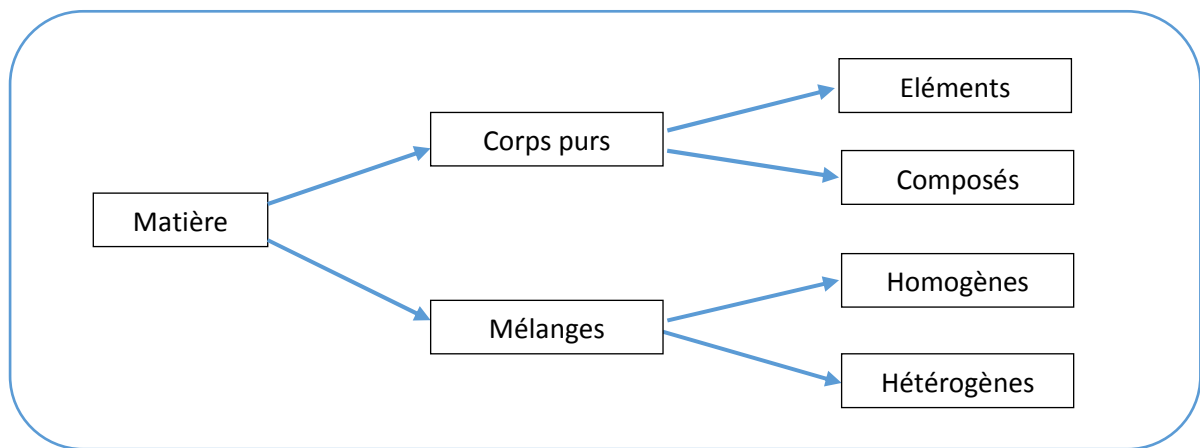 Eléments
Corps purs
Composés
Matière
Homogènes
Mélanges
Hétérogènes